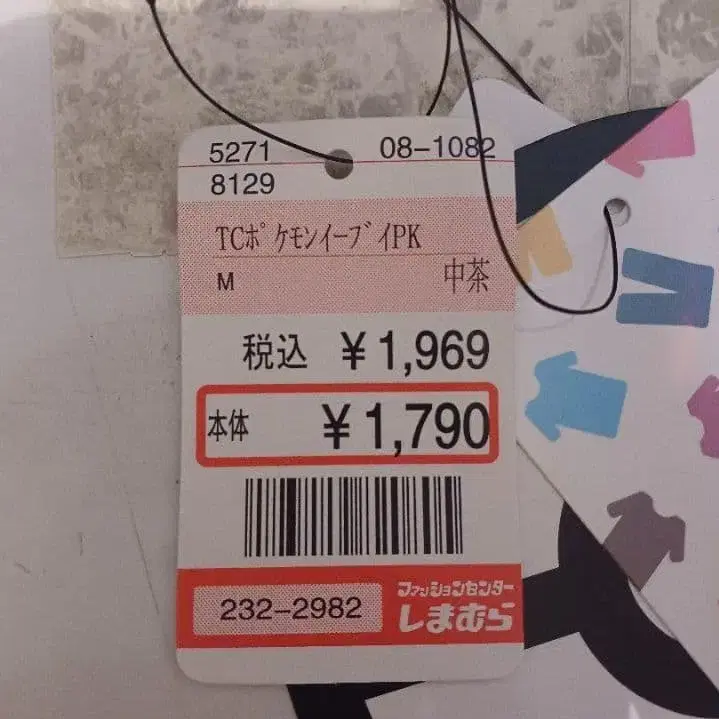 5271 08-1082
8129
TCﾎﾟｹﾓﾝｲｰﾌﾞｲPK
M 中茶
税込 ¥1,969
本体 ¥1,790
232-2982
ファッションセンター
しまむら